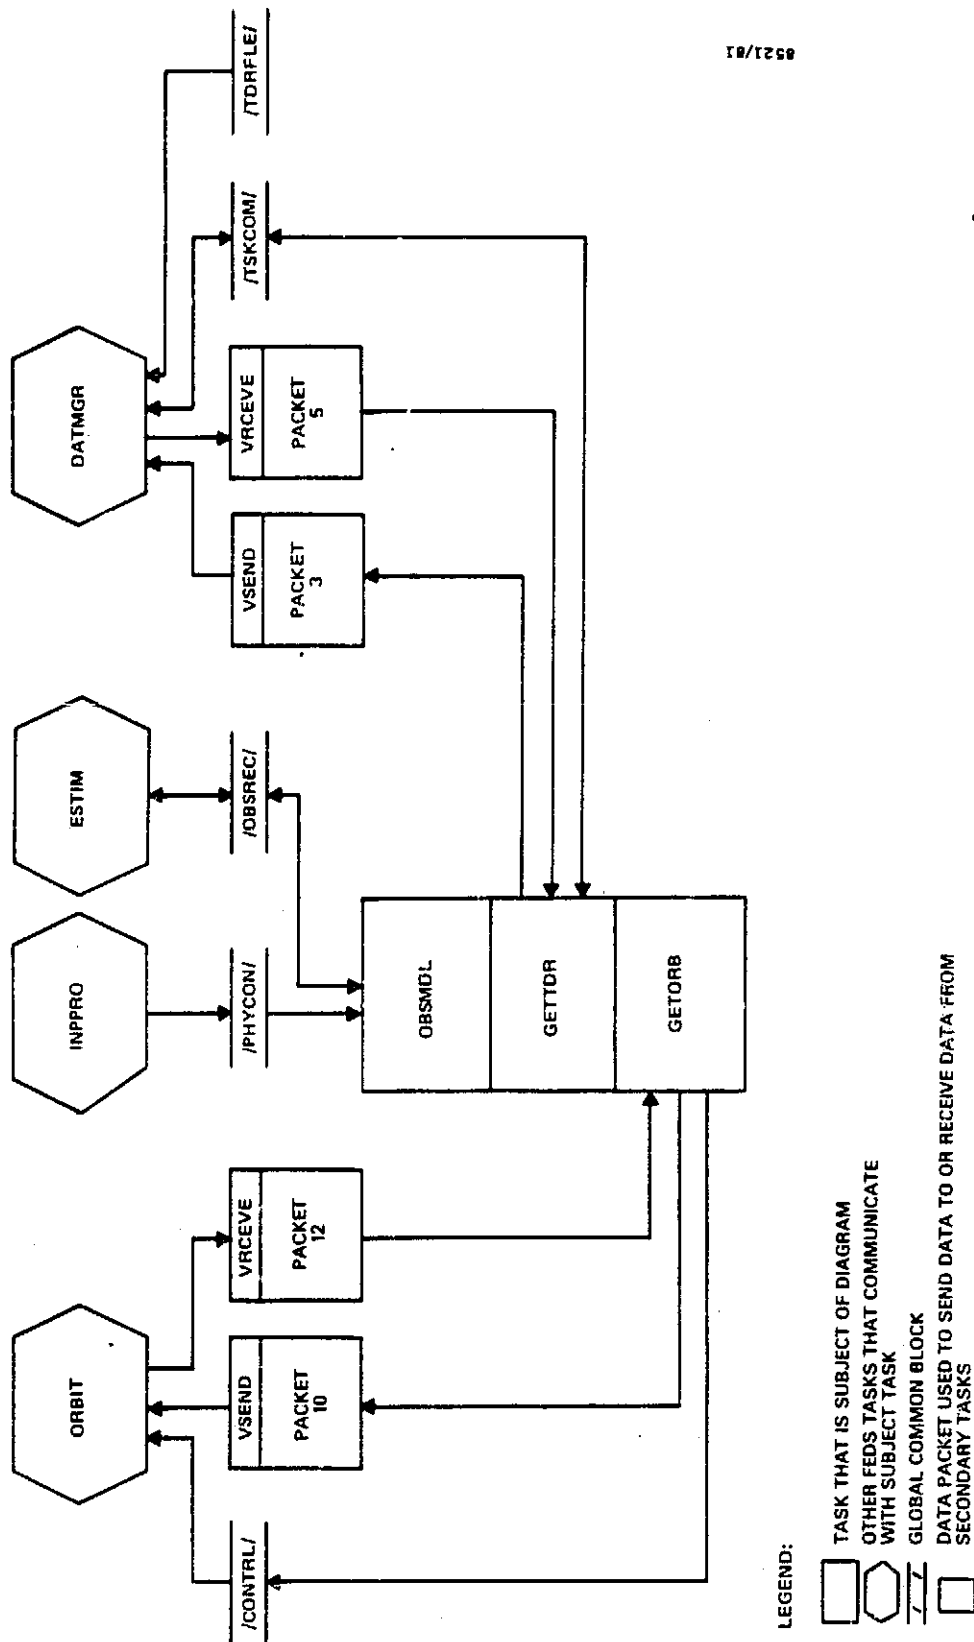 ORBIT
INPPRO
ESTIM
DATMGR
/CONTRL/
VSEND
PACKET
10
VRCEVE
PACKET
12
/PHYCON/
/OBSREC/
VSEND
PACKET
3
VRCEVE
PACKET
5
/TSKCOM/
/TDRFLE/
OBSMDL
GETTDR
GETORB
LEGEND:
TASK THAT IS SUBJECT OF DIAGRAM
OTHER FEDS TASKS THAT COMMUNICATE
WITH SUBJECT TASK
GLOBAL COMMON BLOCK
DATA PACKET USED TO SEND DATA TO OR RECEIVE DATA FROM
SECONDARY TASKS
8521/81